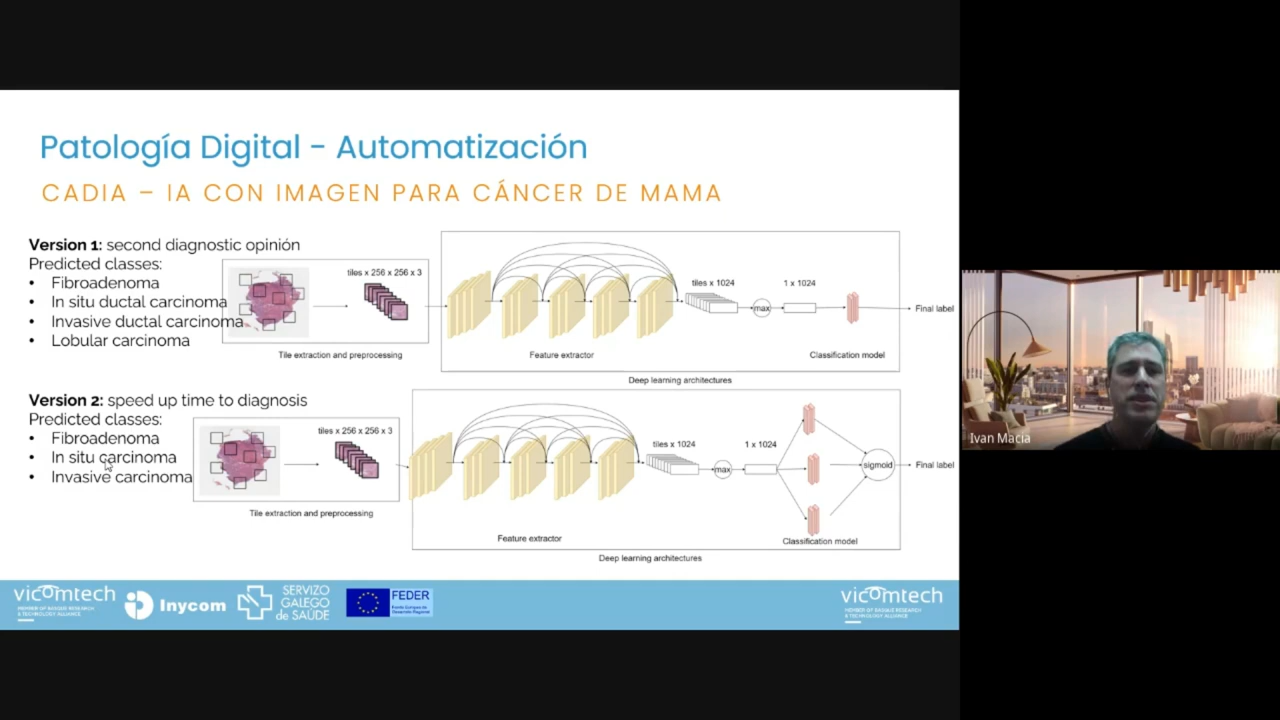 Patología Digital - Automatización
CADIA – IA CON IMAGEN PARA CÁNCER DE MAMA
Version 1: second diagnostic opinión
Predicted classes:
• Fibroadenoma
• In situ ductal carcinoma
• Invasive ductal carcinoma
• Lobular carcinoma
tiles x 256 x 256 x 3
Tile extraction and preprocessing
tiles x 1024
1 x 1024
max
Final label
Feature extractor
Classification model
Deep learning architectures
Version 2: speed up time to diagnosis
Predicted classes:
• Fibroadenoma
• In situ carcinoma
• Invasive carcinoma
tiles x 256 x 256 x 3
Tile extraction and preprocessing
tiles x 1024
1 x 1024
max
sigmoid
Final label
Feature extractor
Classification model
Deep learning architectures
Ivan Macia
vicomtech
MEMBER OF BASQUE RESEARCH
& TECHNOLOGY ALLIANCE
Inycom
SERVIZO
GALEGO
de SAÚDE
FEDER
Fondo Europeo de
Desarrollo Regional
vicomtech
MEMBER OF BASQUE RESEARCH
& TECHNOLOGY ALLIANCE